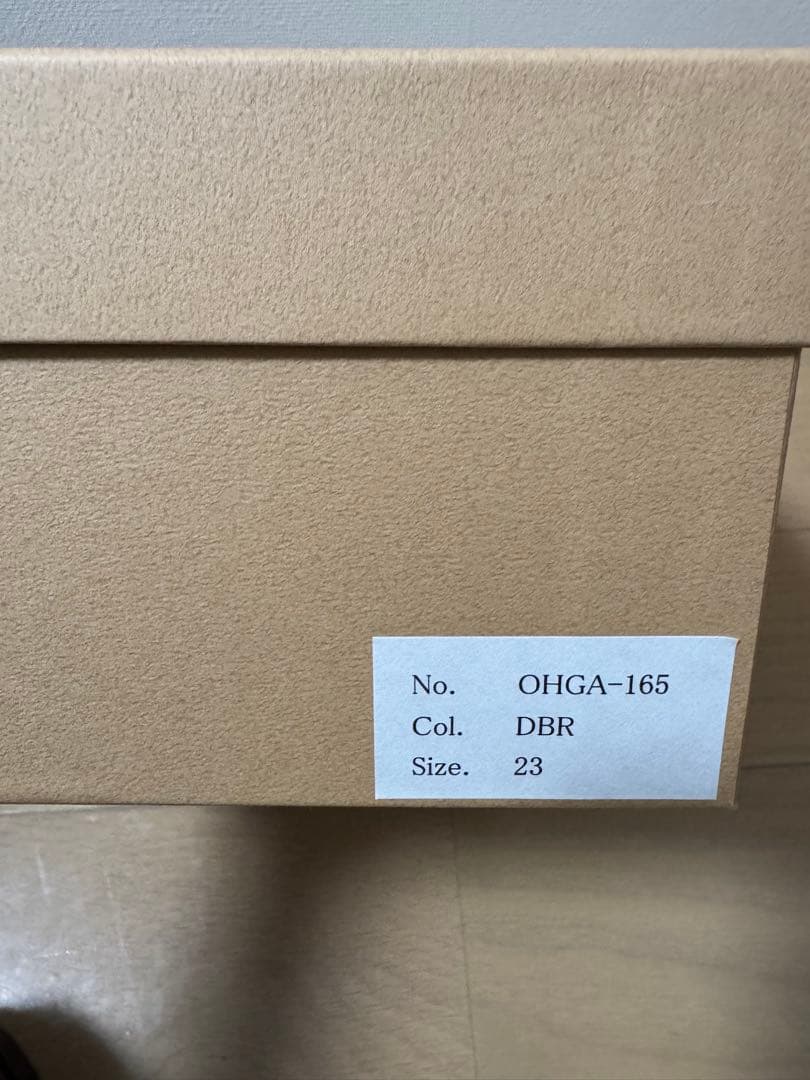 No. OHGA-165
Col. DBR
Size. 23